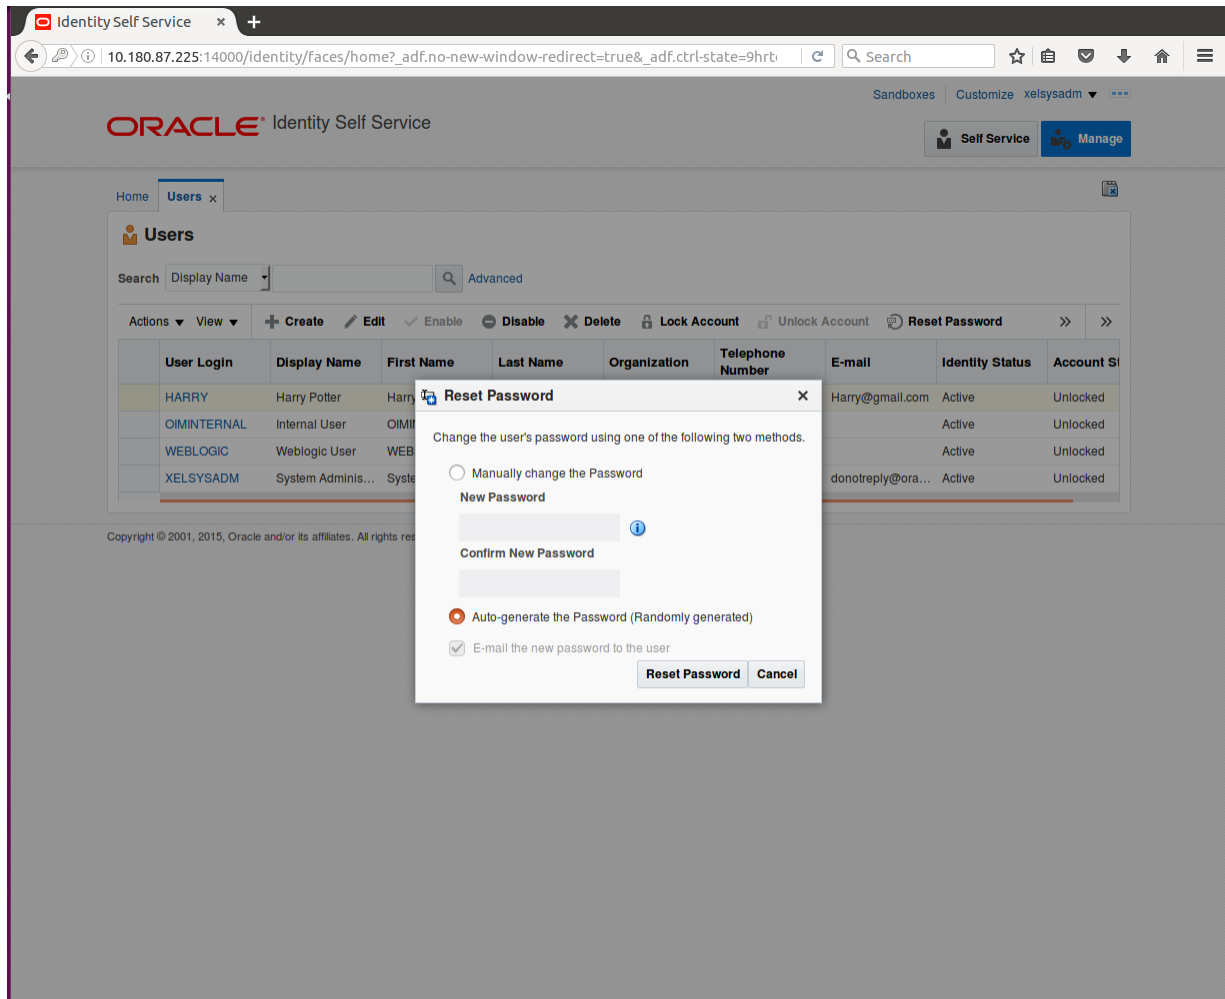 Identity Self Service
10.180.87.225:14000/identity/faces/home?_adf.no-new-window-redirect=true&_adf.ctrl-state=9hrt
Search
Sandboxes Customize xelsysadm
ORACLE Identity Self Service
Self Service Manage
Home Users
Users
Search Display Name Advanced
Actions View Create Edit Enable Disable Delete Lock Account Unlock Account Reset Password
User Login Display Name First Name Last Name Organization Telephone Number E-mail Identity Status Account St
HARRY Harry Potter Harry Harry@gmail.com Active Unlocked
OIMINTERNAL Internal User OIMI Active Unlocked
WEBLOGIC Weblogic User WEB Active Unlocked
XELSYSADM System Adminis... Syste donotreply@ora... Active Unlocked
Copyright © 2001, 2015, Oracle and/or its affiliates. All rights res
Reset Password
Change the user's password using one of the following two methods.
Manually change the Password
New Password
Confirm New Password
Auto-generate the Password (Randomly generated)
E-mail the new password to the user
Reset Password Cancel